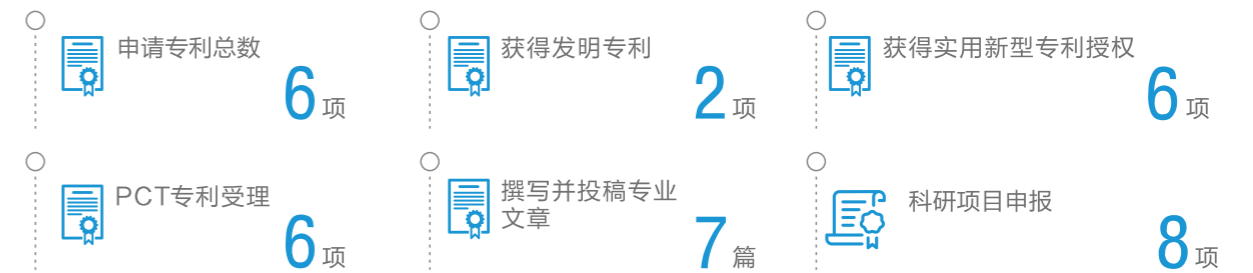 申请专利总数
6 项
获得发明专利
2 项
获得实用新型专利授权
6 项
PCT专利受理
6 项
撰写并投稿专业
文章
7 篇
科研项目申报
8 项